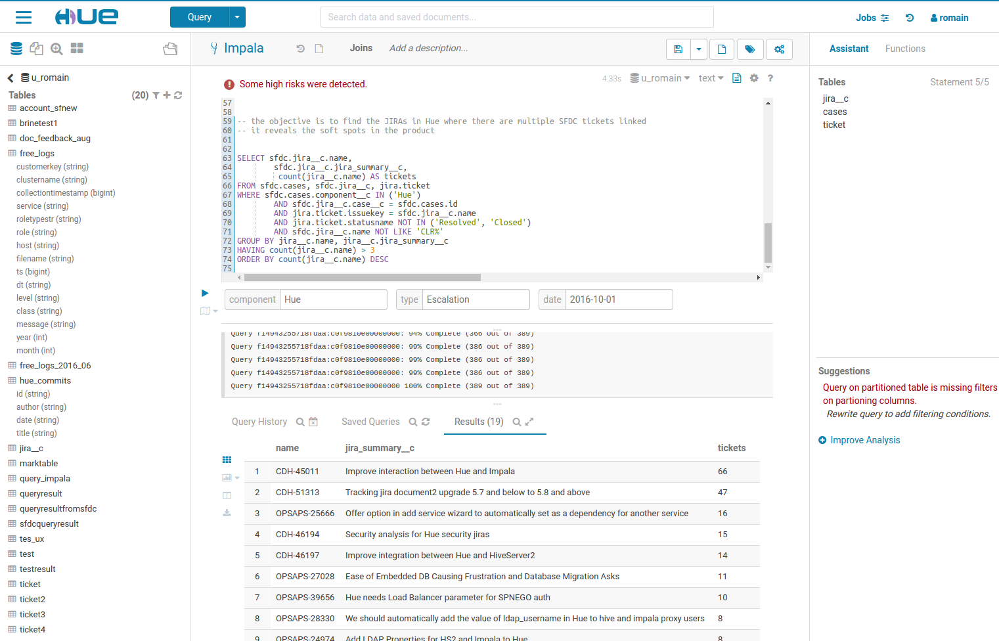 HUE
Query
Search data and saved documents...
Jobs
romain
Impala
Joins
Add a description...
Assistant
Functions
u_romain
Tables
(20)
account_sfnew
brinetest1
doc_feedback_aug
free_logs
customerkey (string)
clustername (string)
collectiontimestamp (bigint)
service (string)
roletypestr (string)
role (string)
host (string)
filename (string)
ts (bigint)
dt (string)
level (string)
class (string)
message (string)
year (int)
month (int)
free_logs_2016_06
hue_commits
id (string)
author (string)
date (string)
title (string)
jira__c
marktable
query_impala
queryresult
queryresultfromsfdc
sfdcqueryresult
tes_ux
test
testresult
ticket
ticket2
ticket3
ticket4
Some high risks were detected.
4.33s
u_romain
text
?
57
58
59 -- the objective is to find the JIRAs in Hue where there are multiple SFDC tickets linked
60 -- it reveals the soft spots in the product
61
62
63 SELECT sfdc.jira__c.name,
64 sfdc.jira__c.jira_summary__c,
65 count(jira__c.name) AS tickets
66 FROM sfdc.cases, sfdc.jira__c, jira.ticket
67 WHERE sfdc.cases.component__c IN ('Hue')
68 AND sfdc.jira__c.case__c = sfdc.cases.id
69 AND jira.ticket.issuekey = sfdc.jira__c.name
70 AND jira.ticket.statusname NOT IN ('Resolved', 'Closed')
71 AND sfdc.jira__c.name NOT LIKE 'CLR%'
72 GROUP BY jira__c.name, jira__c.jira_summary__c
73 HAVING count(jira__c.name) > 3
74 ORDER BY count(jira__c.name) DESC
75
component Hue
type Escalation
date 2016-10-01
Query f14943255718fdaa:c0f9810e00000000: 94% Complete (366 out of 389)
Query f14943255718fdaa:c0f9810e00000000: 99% Complete (386 out of 389)
Query f14943255718fdaa:c0f9810e00000000: 99% Complete (386 out of 389)
Query f14943255718fdaa:c0f9810e00000000: 99% Complete (386 out of 389)
Query f14943255718fdaa:c0f9810e00000000 100% Complete (389 out of 389)
Query History
Saved Queries
Results (19)
name jira_summary__c tickets
1 CDH-45011 Improve interaction between Hue and Impala 66
2 CDH-51313 Tracking jira document2 upgrade 5.7 and below to 5.8 and above 47
3 OPSAPS-25666 Offer option in add service wizard to automatically set as a dependency for another service 16
4 CDH-46194 Security analysis for Hue security jiras 15
5 CDH-46197 Improve integration between Hue and HiveServer2 14
6 OPSAPS-27028 Ease of Embedded DB Causing Frustration and Database Migration Asks 11
7 OPSAPS-39656 Hue needs Load Balancer parameter for SPNEGO auth 10
8 OPSAPS-28330 We should automatically add the value of ldap_username in Hue to hive and impala proxy users 8
9 OPSAPS-24974 Add LDAP Properties for HS2 and Impala to Hue 8
Tables
Statement 5/5
jira__c
cases
ticket
Suggestions
Query on partitioned table is missing filters
on partioning columns.
Rewrite query to add filtering conditions.
Improve Analysis